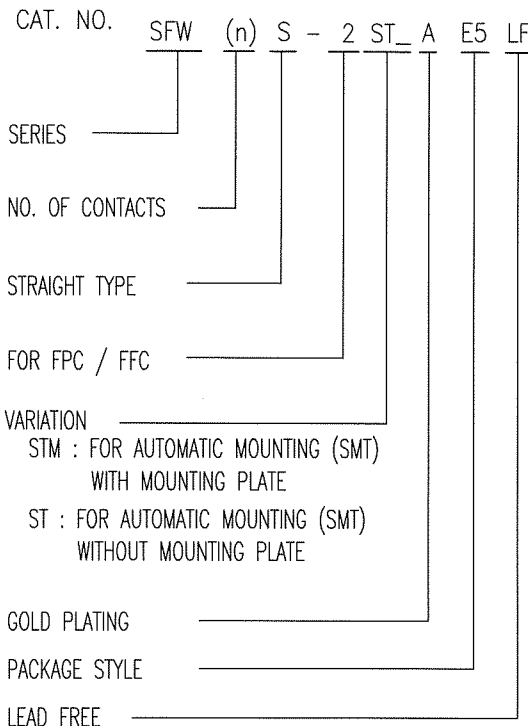 CAT. NO. SFW (n) S - 2 ST_ A E5 LF
SERIES
NO. OF CONTACTS
STRAIGHT TYPE
FOR FPC / FFC
VARIATION
STM : FOR AUTOMATIC MOUNTING (SMT)
WITH MOUNTING PLATE
ST : FOR AUTOMATIC MOUNTING (SMT)
WITHOUT MOUNTING PLATE
GOLD PLATING
PACKAGE STYLE
LEAD FREE